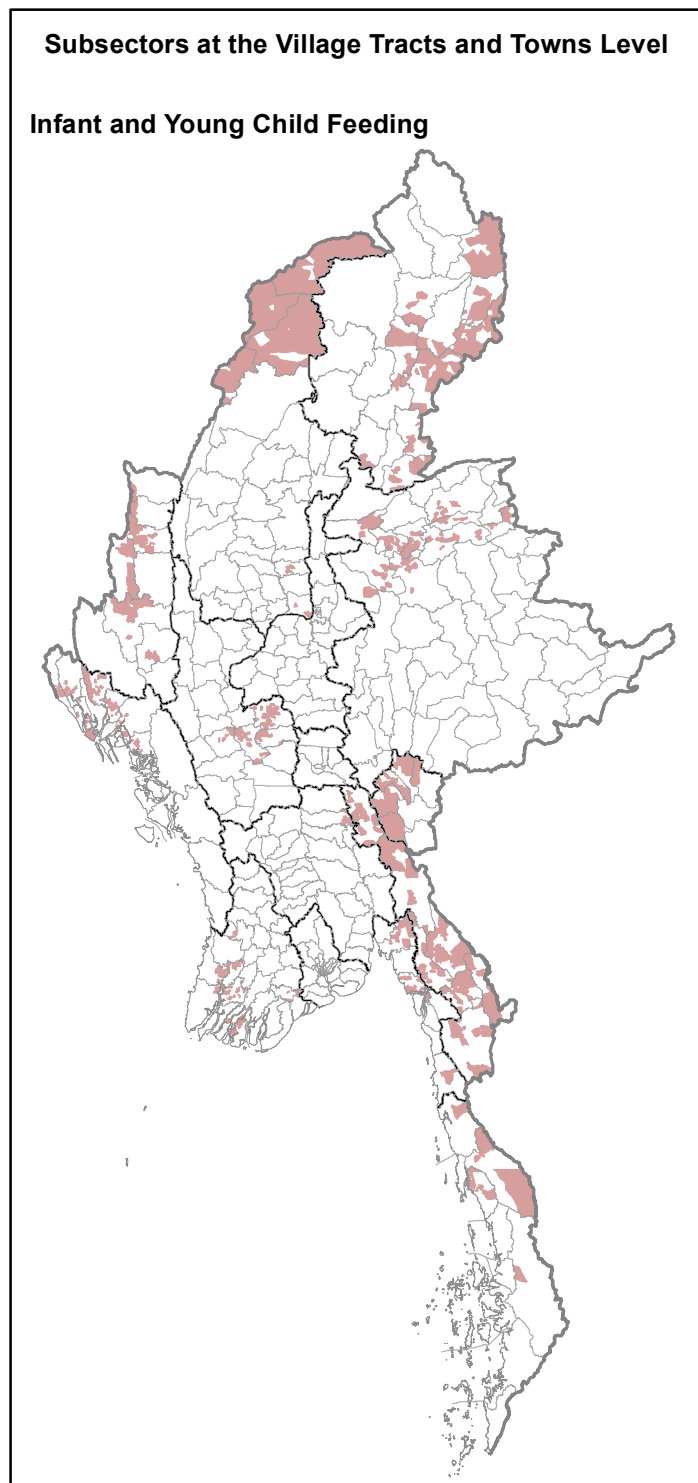 Subsectors at the Village Tracts and Towns Level
Infant and Young Child Feeding